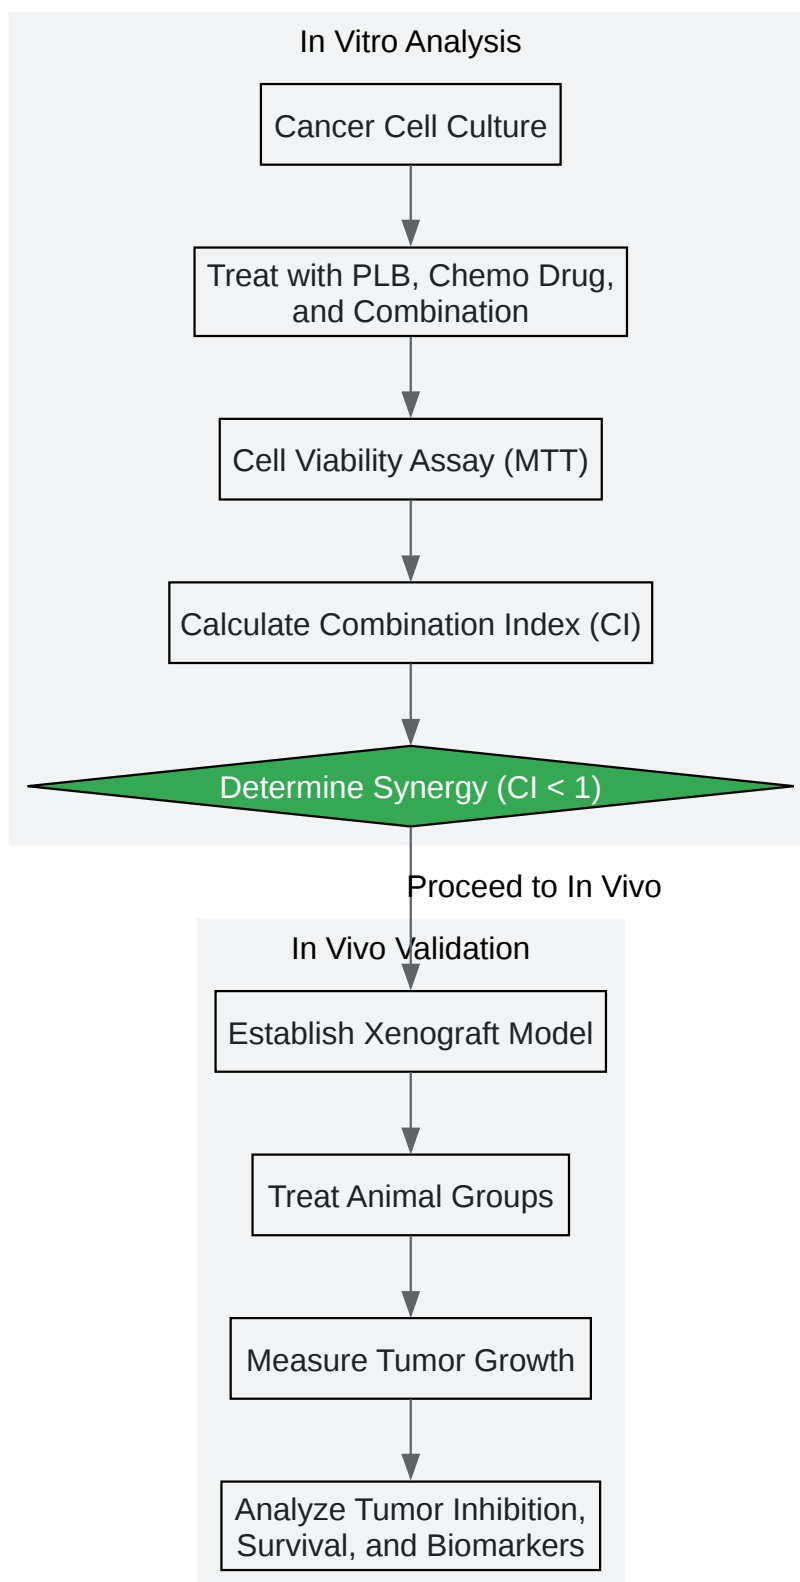 In Vitro Analysis
Cancer Cell Culture
Treat with PLB, Chemo Drug,
and Combination
Cell Viability Assay (MTT)
Calculate Combination Index (CI)
Determine Synergy (CI < 1)
Proceed to In Vivo
In Vivo Validation
Establish Xenograft Model
Treat Animal Groups
Measure Tumor Growth
Analyze Tumor Inhibition,
Survival, and Biomarkers